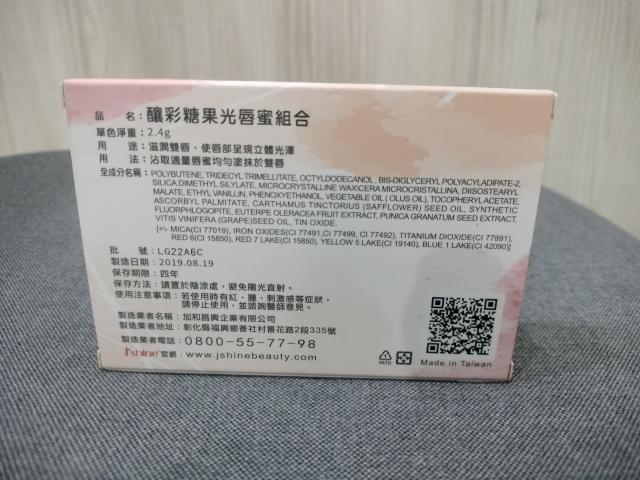 品 名：釀彩糖果光唇蜜組合
單色淨重：2.4g
用 途：滋潤雙唇、使唇部呈現立體光澤
用 法：沾取適量唇蜜均勻塗抹於雙唇
全成分名稱：POLYBUTENE, TRIDECYL TRIMELLITATE, OCTYLDODECANOL, BIS-DIGLYCERYL POLYACYLADIPATE-2,
SILICA DIMETHYL SILYLATE, MICROCRYSTALLINE WAX\CERA MICROCRISTALLINA, DIISOSTEARYL
MALATE, ETHYL VANILLIN, PHENOXYETHANOL, VEGETABLE OIL ( OLUS OIL), TOCOPHERYL ACETATE,
ASCORBYL PALMITATE, CARTHAMUS TINCTORIUS (SAFFLOWER) SEED OIL, SYNTHETIC
FLUORPHLOGOPITE, EUTERPE OLERACEA FRUIT EXTRACT, PUNICA GRANATUM SEED EXTRACT,
VITIS VINIFERA (GRAPE)SEED OIL, TIN OXIDE.
[+\- MICA(CI 77019), IRON OXIDES(CI 77491,CI 77499, CI 77492), TITANIUM DIOXIDE(CI 77891),
RED 6(CI 15850), RED 7 LAKE(CI 15850), YELLOW 5 LAKE(CI 19140), BLUE 1 LAKE(CI 42090)]
批 號：LG22A6C
製造日期：2019.08.19
保存期限：四年
保存方法：請置於陰涼處，避免陽光直射。
使用注意事項：若使用時有紅、腫、刺激感等症狀，
請停止使用，並諮詢醫師意見。
製造業者名稱：加和昌興企業有限公司
製造業者地址：彰化縣福興鄉番社村番花路2段335號
製造業者電話：0800-55-77-98
J'shine 官網：www.jshinebeauty.com
PETG
Made in Taiwan